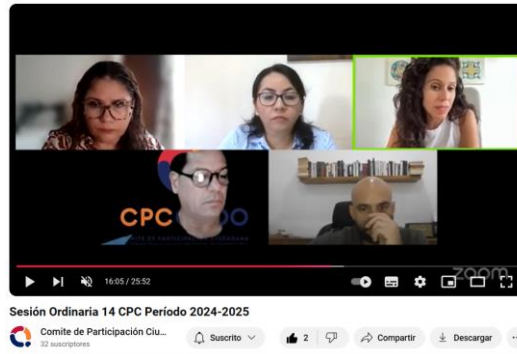 CPC
DO
16:05 / 25:52
zoom
Sesión Ordinaria 14 CPC Período 2024-2025
Comite de Participación Ciu...
32 suscriptores
Suscrito
2
Compartir
Descargar